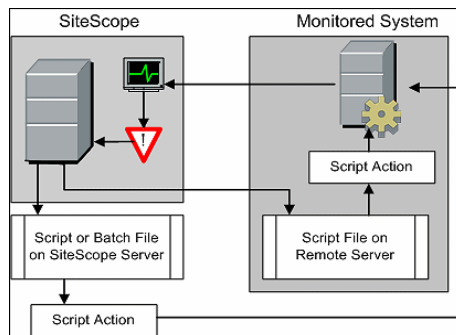 SiteScope
Monitored System
!
Script Action
Script or Batch File
on SiteScope Server
Script File on
Remote Server
Script Action